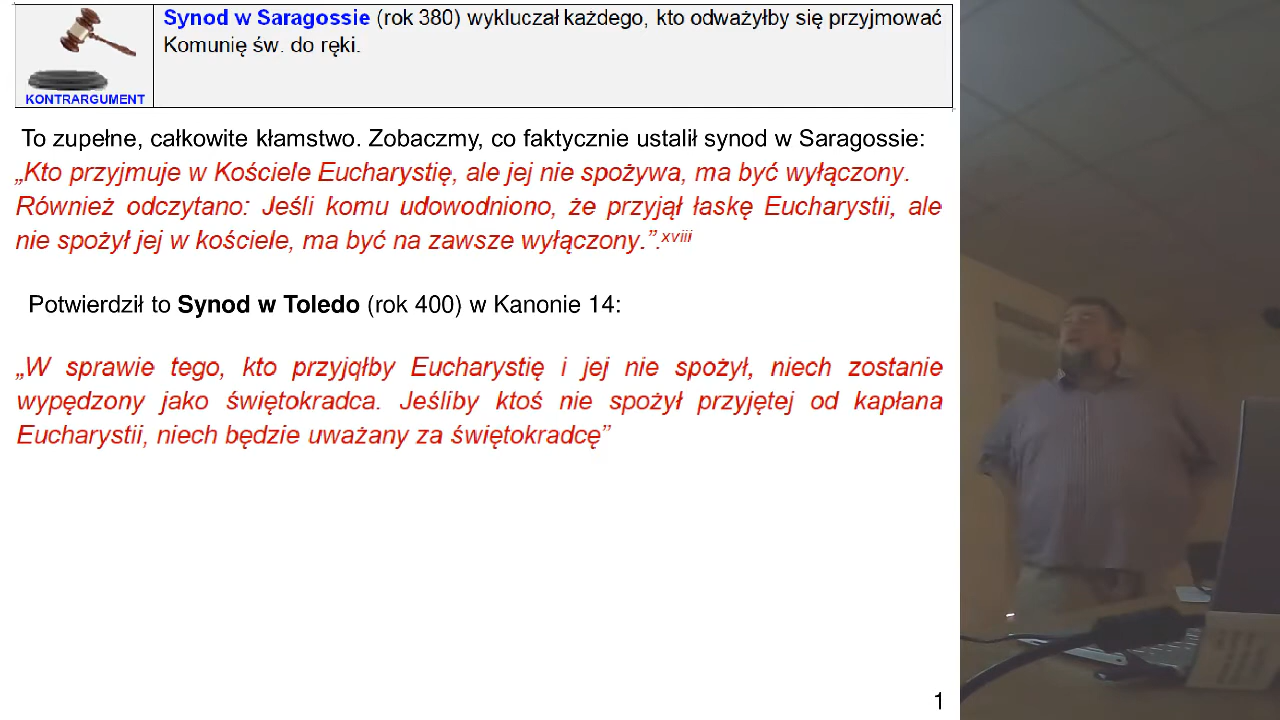 Synod w Saragossie (rok 380) wykluczał każdego, kto odważyłby się przyjmować
Komunię św. do ręki.
KONTRARGUMENT
To zupełne, całkowite kłamstwo. Zobaczmy, co faktycznie ustalił synod w Saragossie:
„Kto przyjmuje w Kościele Eucharystię, ale jej nie spożywa, ma być wyłączony.
Również odczytano: Jeśli komu udowodniono, że przyjął łaskę Eucharystii, ale
nie spożył jej w kościele, ma być na zawsze wyłączony.”.xviii
Potwierdził to Synod w Toledo (rok 400) w Kanonie 14:
„W sprawie tego, kto przyjąłby Eucharystię i jej nie spożył, niech zostanie
wypędzony jako świętokradca. Jeśliby ktoś nie spożył przyjętej od kapłana
Eucharystii, niech będzie uważany za świętokradcę”
1